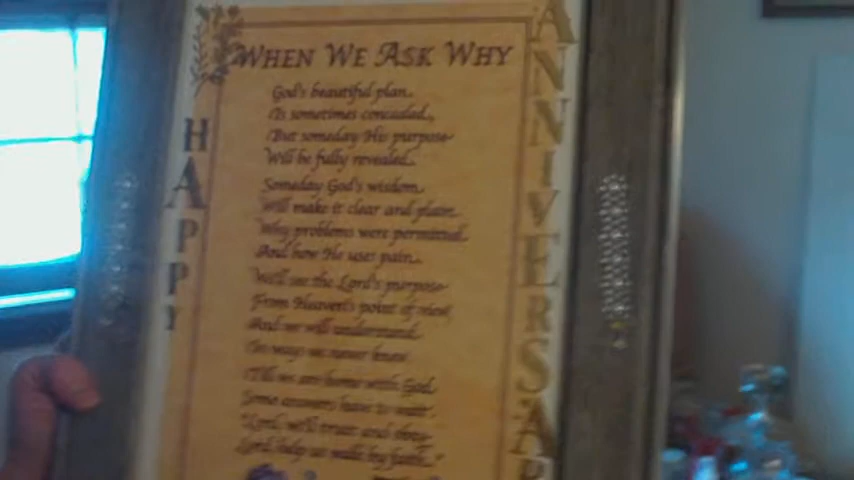 WHEN WE ASK WHY
God's beautiful plan
Is sometimes concealed,
But someday His purpose
Will be fully revealed.
Someday God's wisdom
Will make it clear and plain
Why problems were permitted
And how He uses pain.
We'll see the Lord's purpose
From Heaven's point of view
And we will understand
In ways we never knew.
'Till we are home with God
Some answers have to wait.
"Lord, we'll trust and obey
Lord, help us walk by faith."
HAPPY
ANNIVERSAR